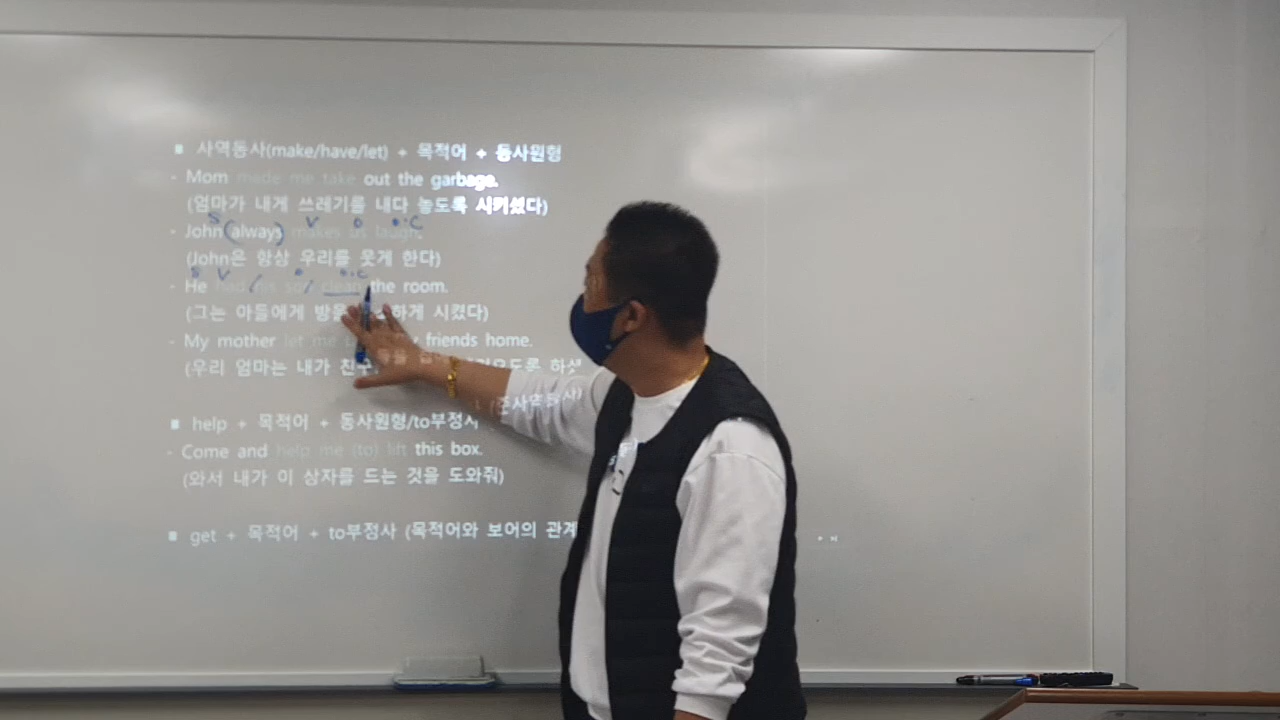 ▪ 사역동사(make/have/let) + 목적어 + 동사원형
- Mom made me take out the garbage.
(엄마가 내게 쓰레기를 내다 놓도록 시키셨다)
S V O O·C
- John (always) makes us laugh.
(John은 항상 우리를 웃게 한다)
S V O O·C
- He had his son clean the room.
(그는 아들에게 방을 하게 시켰다)
- My mother let me friends home.
(우리 엄마는 내가 친구
(준사역동사)
▪ help + 목적어 + 동사원형/to부정사
- Come and help me (to) lift this box.
(와서 내가 이 상자를 드는 것을 도와줘)
▪ get + 목적어 + to부정사 (목적어와 보어의 관계